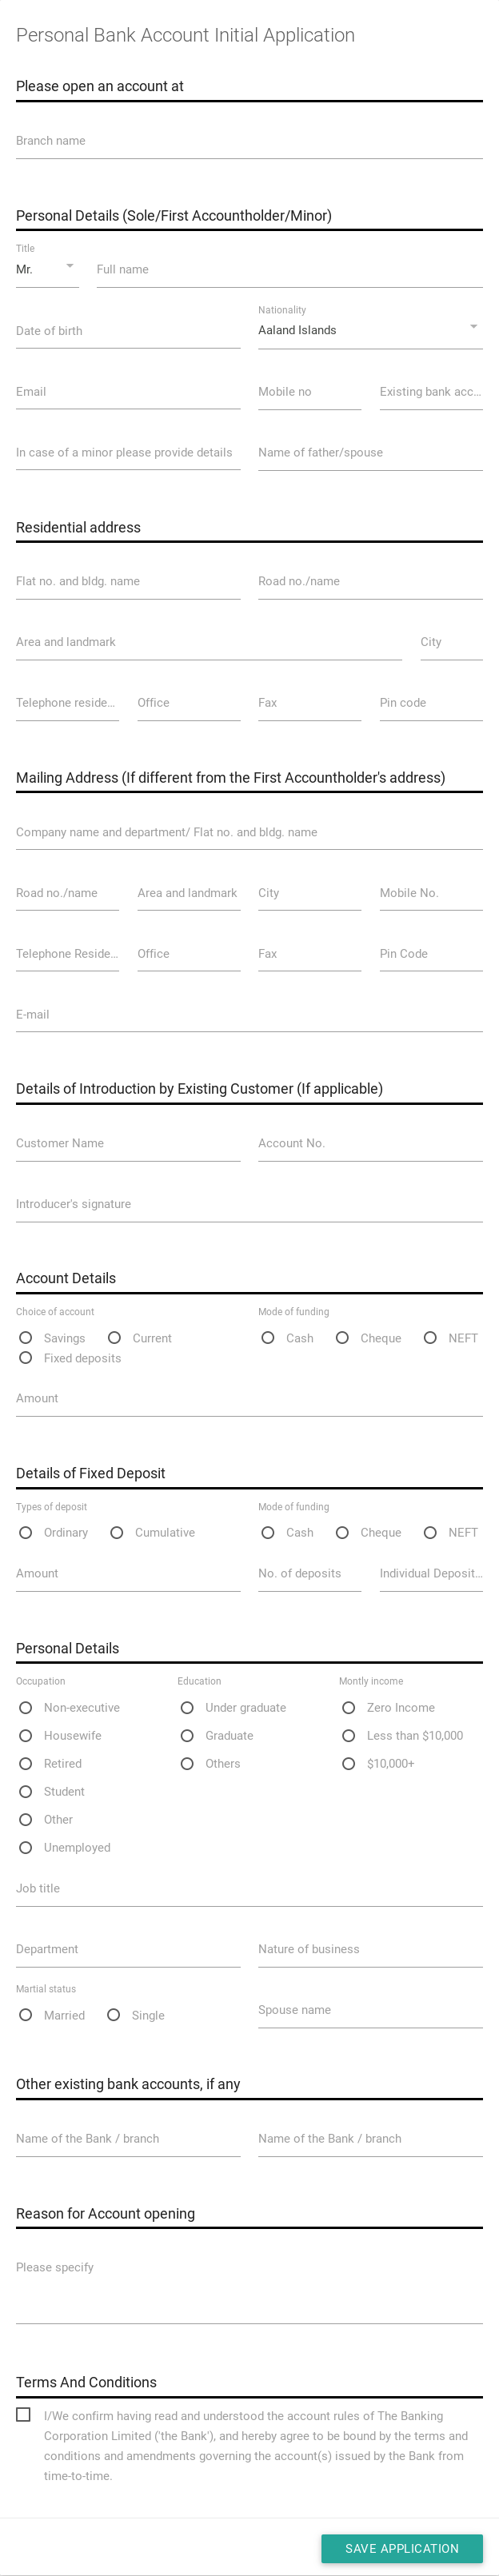 Personal Bank Account Initial Application
Please open an account at
Branch name
Personal Details (Sole/First Accountholder/Minor)
Title
Mr.
Full name
Date of birth
Nationality
Aaland Islands
Email
Mobile no
Existing bank acc...
In case of a minor please provide details
Name of father/spouse
Residential address
Flat no. and bldg. name
Road no./name
Area and landmark
City
Telephone reside...
Office
Fax
Pin code
Mailing Address (If different from the First Accountholder's address)
Company name and department/ Flat no. and bldg. name
Road no./name
Area and landmark
City
Mobile No.
Telephone Reside...
Office
Fax
Pin Code
E-mail
Details of Introduction by Existing Customer (If applicable)
Customer Name
Account No.
Introducer's signature
Account Details
Choice of account
Savings
Current
Fixed deposits
Mode of funding
Cash
Cheque
NEFT
Amount
Details of Fixed Deposit
Types of deposit
Ordinary
Cumulative
Mode of funding
Cash
Cheque
NEFT
Amount
No. of deposits
Individual Deposit...
Personal Details
Occupation
Non-executive
Housewife
Retired
Student
Other
Unemployed
Education
Under graduate
Graduate
Others
Montly income
Zero Income
Less than $10,000
$10,000+
Job title
Department
Nature of business
Martial status
Married
Single
Spouse name
Other existing bank accounts, if any
Name of the Bank / branch
Name of the Bank / branch
Reason for Account opening
Please specify
Terms And Conditions
I/We confirm having read and understood the account rules of The Banking
Corporation Limited ('the Bank'), and hereby agree to be bound by the terms and
conditions and amendments governing the account(s) issued by the Bank from
time-to-time.
SAVE APPLICATION